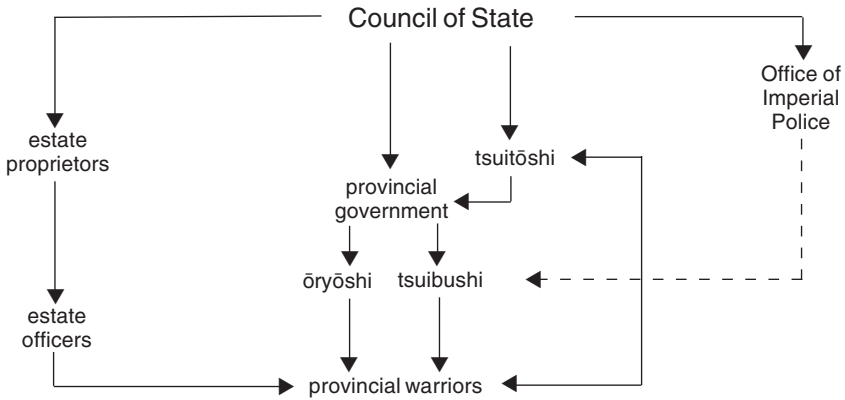 Council of State
Office of
Imperial
Police
estate
proprietors
tsuitōshi
provincial
government
ōryōshi
tsuibushi
estate
officers
provincial warriors